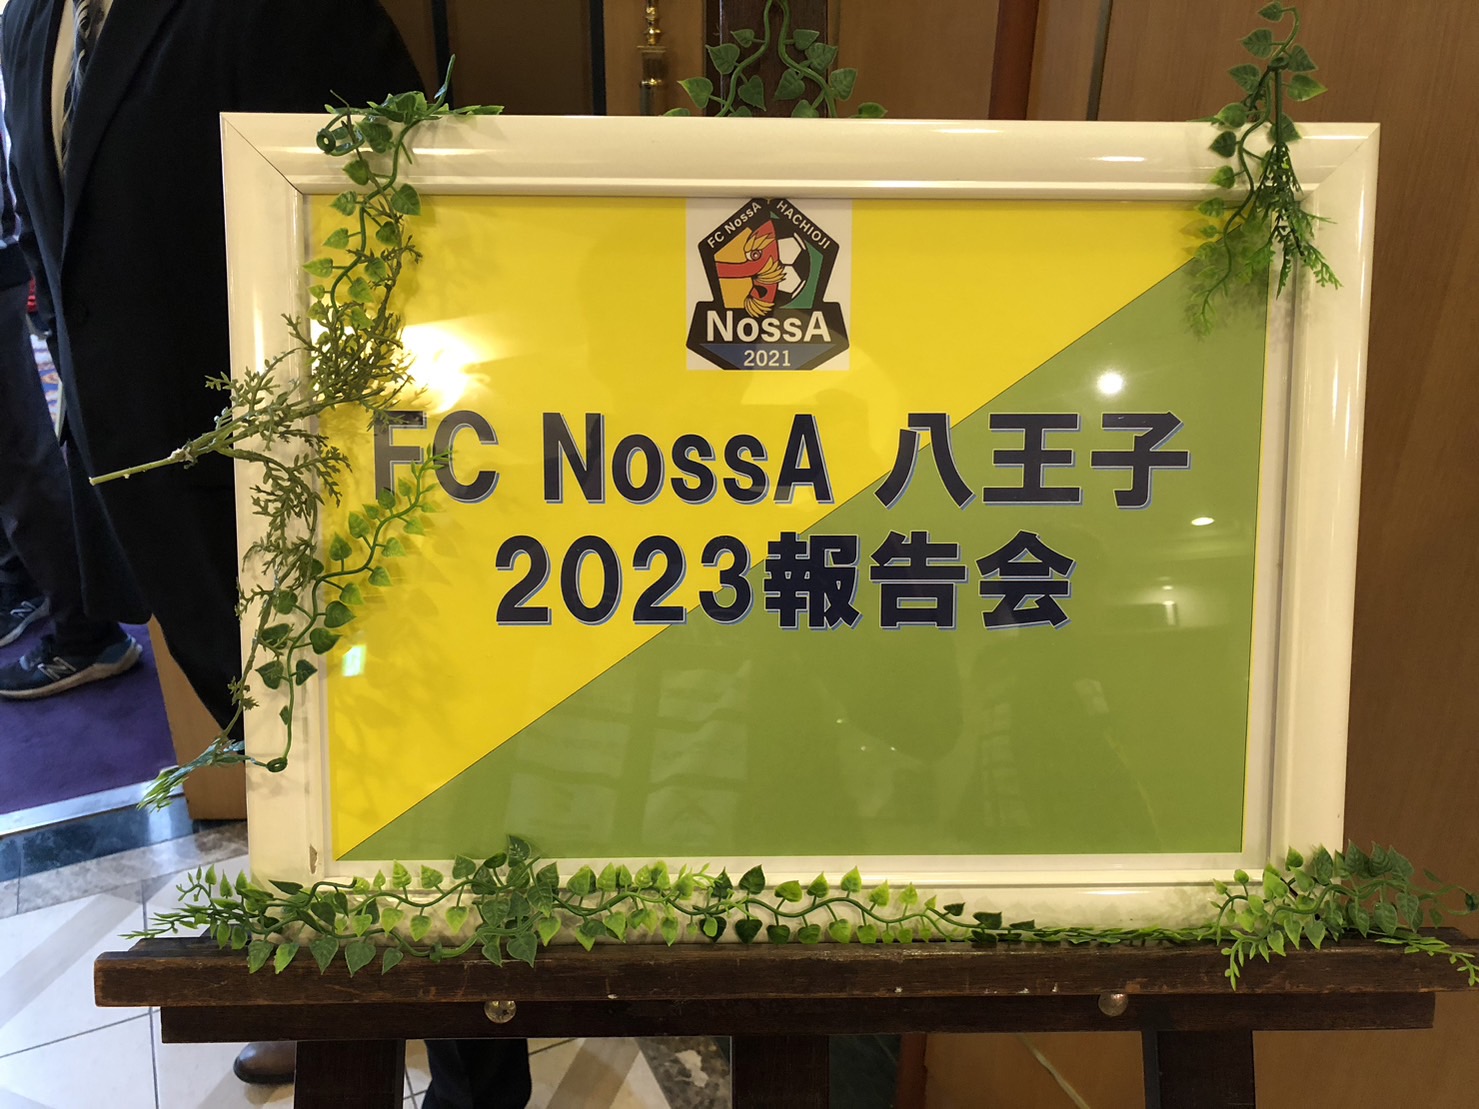 FC NossA HACHIOJI
NossA
2021
FC NossA 八王子
2023報告会